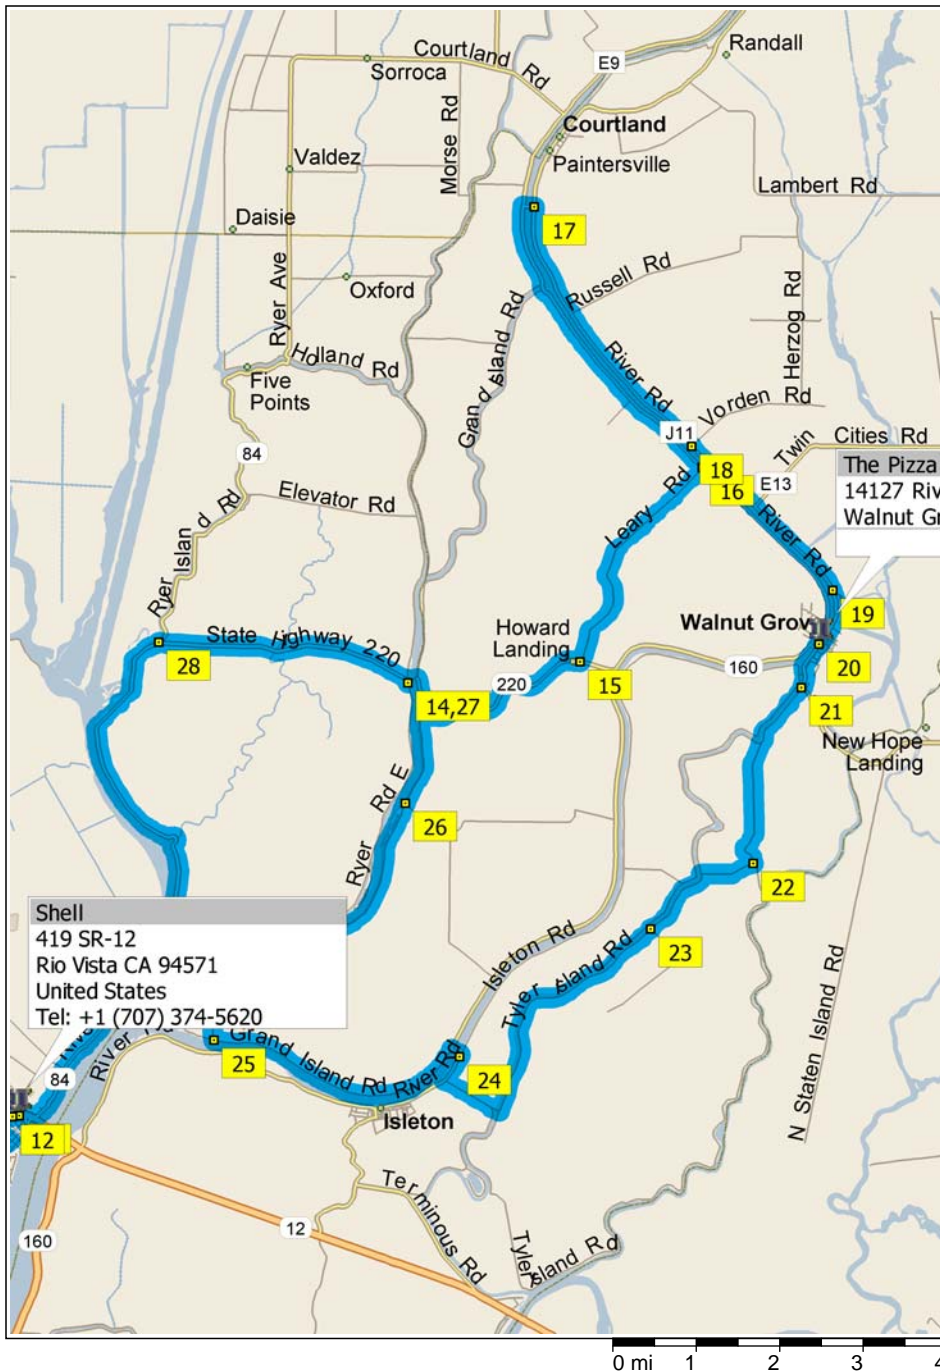 Courtland Rd
E9
Randall
Sorroca
Morse Rd
Courtland
Paintersville
Valdez
Lambert Rd
Daisie
17
Ryer Ave
Oxford
Russell Rd
N Herzog Rd
Holland Rd
Grand Island Rd
River Rd
Five
Points
Vorden Rd
J11
Twin Cities Rd
84
18
E13
16
The Pizza
14127 Riv
Walnut Gr
Elevator Rd
Leary Rd
River Rd
Ryer Island Rd
19
State Highway 220
Howard
Landing
Walnut Grov
28
160
20
220
15
14,27
21
New Hope
Landing
Ryer Rd E
26
22
Shell
419 SR-12
Rio Vista CA 94571
United States
Tel: +1 (707) 374-5620
Isleton Rd
Tyler Island Rd
23
N Staten Island Rd
River Rd
Grand Island Rd
25
River Rd
24
84
12
Isleton
Terminous Rd
12
160
Tyler Island Rd
0 mi 1 2 3 4